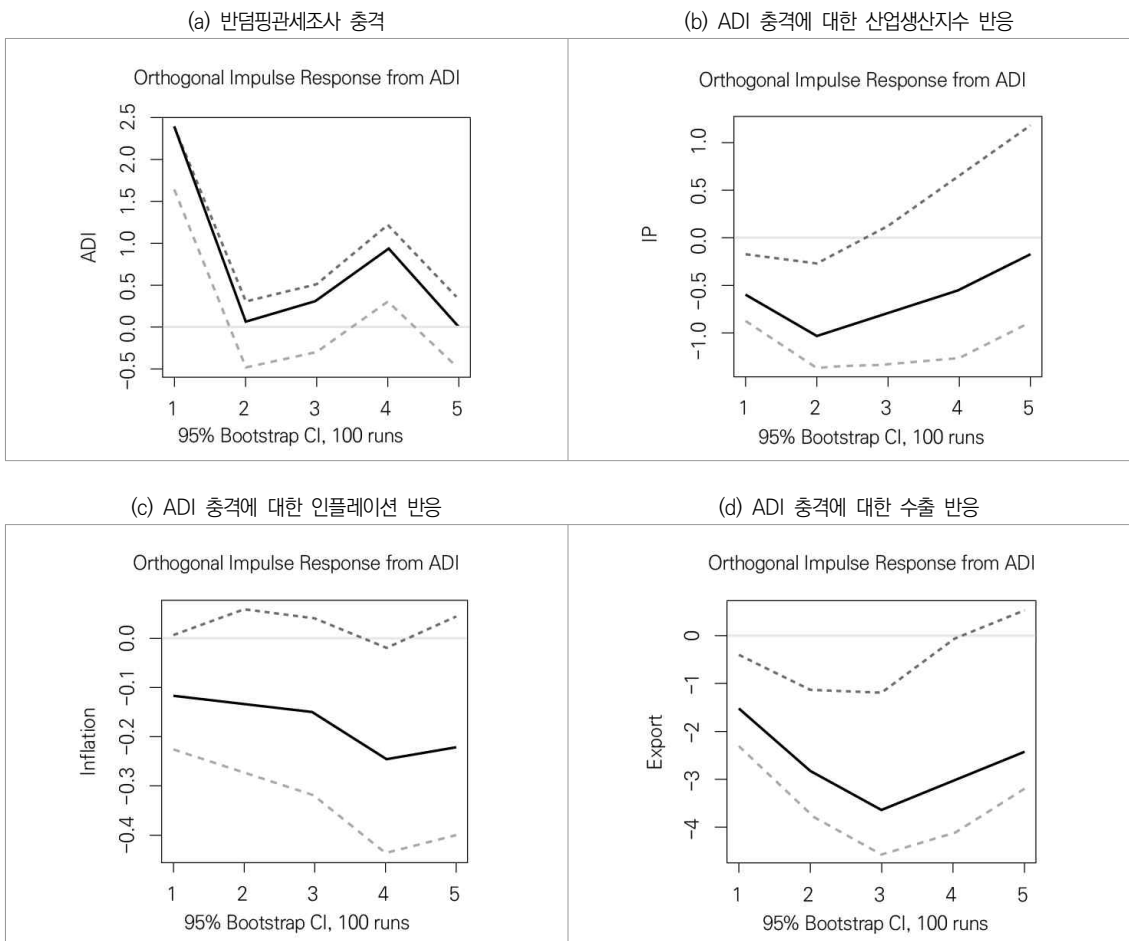 (a) 반덤핑관세조사 충격
(b) ADI 충격에 대한 산업생산지수 반응
Orthogonal Impulse Response from ADI
ADI
2.5
2.0
1.5
1.0
0.5
0.0
−0.5
1 2 3 4 5
95% Bootstrap CI, 100 runs
Orthogonal Impulse Response from ADI
IP
1.0
0.5
0.0
−0.5
−1.0
1 2 3 4 5
95% Bootstrap CI, 100 runs
(c) ADI 충격에 대한 인플레이션 반응
(d) ADI 충격에 대한 수출 반응
Orthogonal Impulse Response from ADI
Inflation
0.0
−0.1
−0.2
−0.3
−0.4
1 2 3 4 5
95% Bootstrap CI, 100 runs
Orthogonal Impulse Response from ADI
Export
0
−1
−2
−3
−4
1 2 3 4 5
95% Bootstrap CI, 100 runs